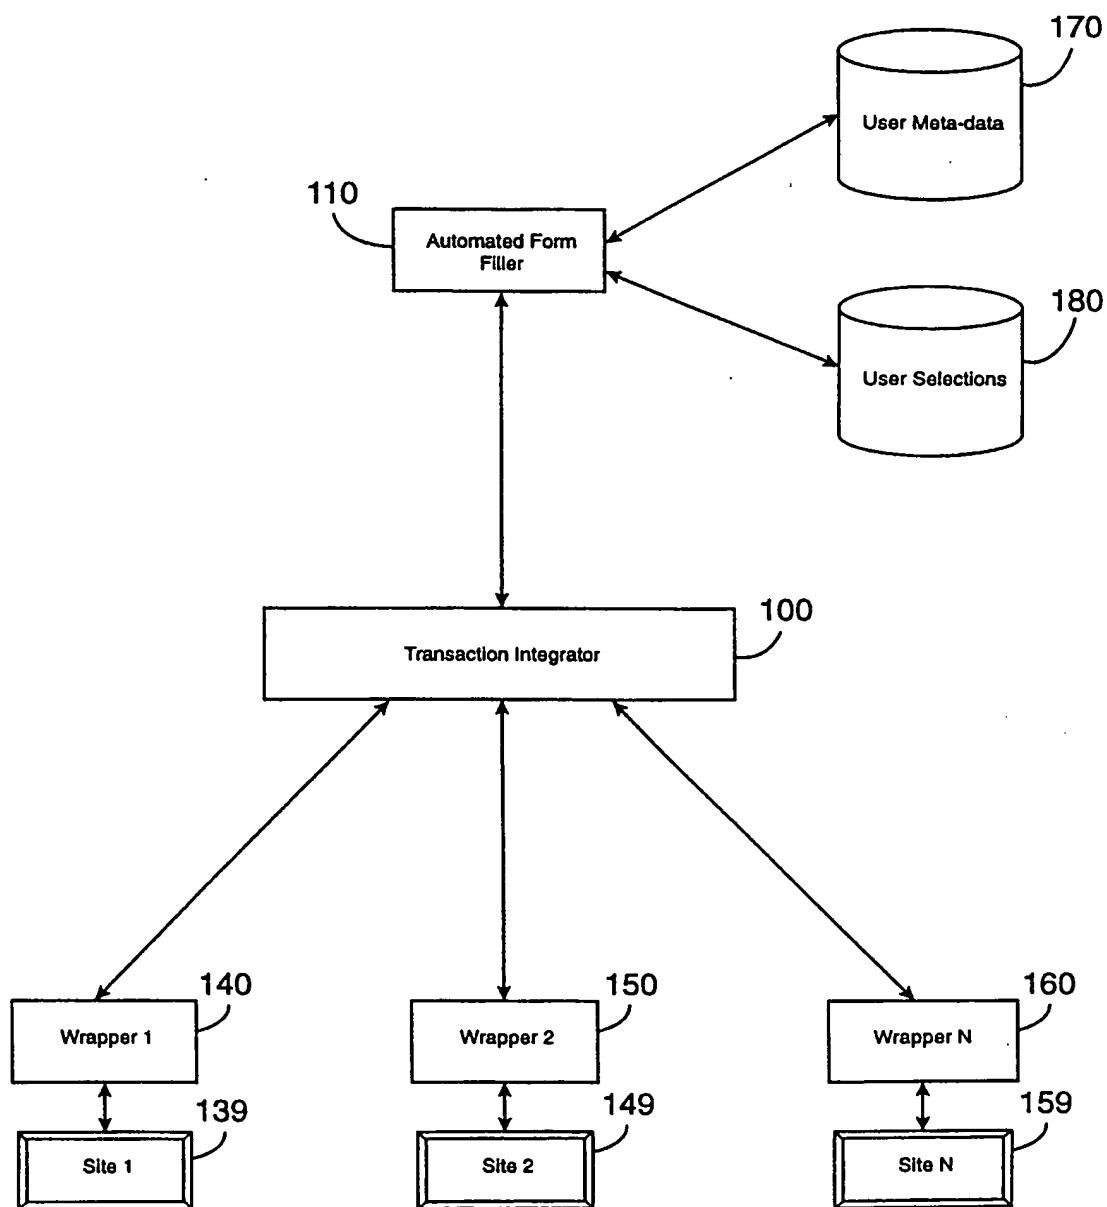 170
User Meta-data
110
Automated Form
Filler
180
User Selections
100
Transaction Integrator
140
Wrapper 1
150
Wrapper 2
160
Wrapper N
139
Site 1
149
Site 2
159
Site N